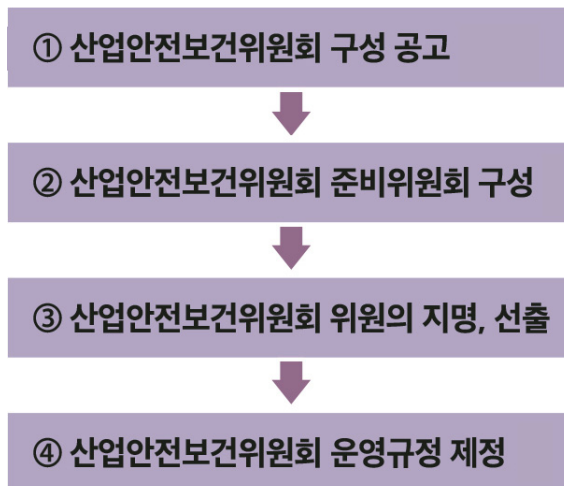 ① 산업안전보건위원회 구성 공고
② 산업안전보건위원회 준비위원회 구성
③ 산업안전보건위원회 위원의 지명, 선출
④ 산업안전보건위원회 운영규정 제정